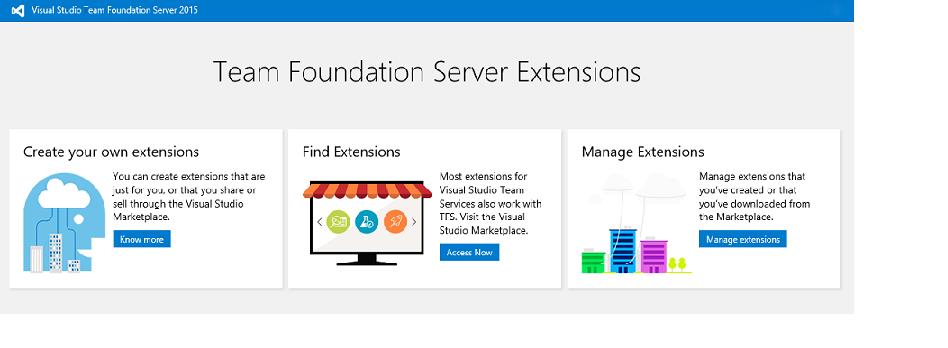 Visual Studio Team Foundation Server 2015
Team Foundation Server Extensions
Create your own extensions
You can create extensions that are
just for you, or that you share or
sell through the Visual Studio
Marketplace.
Know more
Find Extensions
Most extensions for
Visual Studio Team
Services also work with
TFS. Visit the Visual
Studio Marketplace.
Access Now
Manage Extensions
Manage extensions that
you've created or that
you've downloaded from
the Marketplace.
Manage extensions